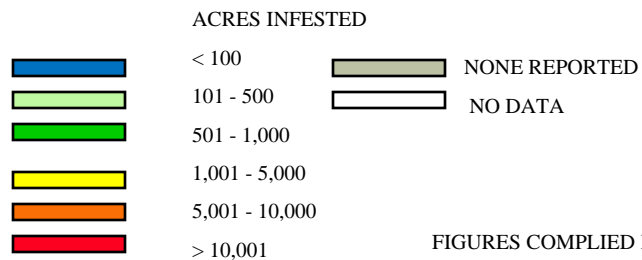 ACRES INFESTED
< 100
101 - 500
501 - 1,000
1,001 - 5,000
5,001 - 10,000
> 10,001
NONE REPORTED
NO DATA
FIGURES COMPLIED